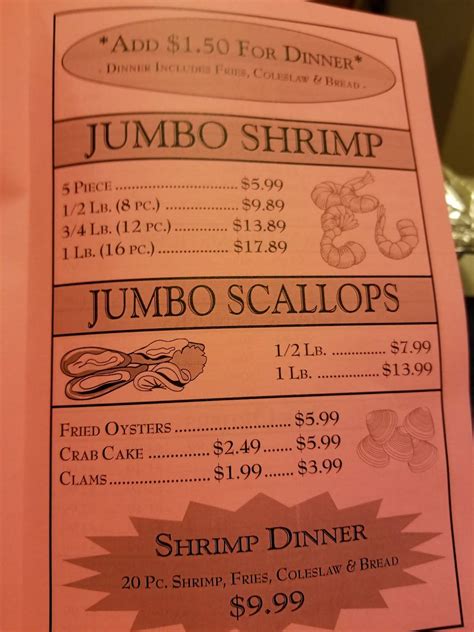 *ADD $1.50 FOR DINNER*
- DINNER INCLUDES FRIES, COLESLAW & BREAD -
JUMBO SHRIMP
5 PIECE .................... $5.99
1/2 LB. (8 PC.) ................ $9.89
3/4 LB. (12 PC.) ............ $13.89
1 LB. (16 PC.) ............... $17.89
JUMBO SCALLOPS
1/2 LB. .............. $7.99
1 LB. ............... $13.99
FRIED OYSTERS ...................... $5.99
CRAB CAKE ........... $2.49 ...... $5.99
CLAMS ................... $1.99 ....... $3.99
SHRIMP DINNER
20 PC. SHRIMP, FRIES, COLESLAW & BREAD
$9.99